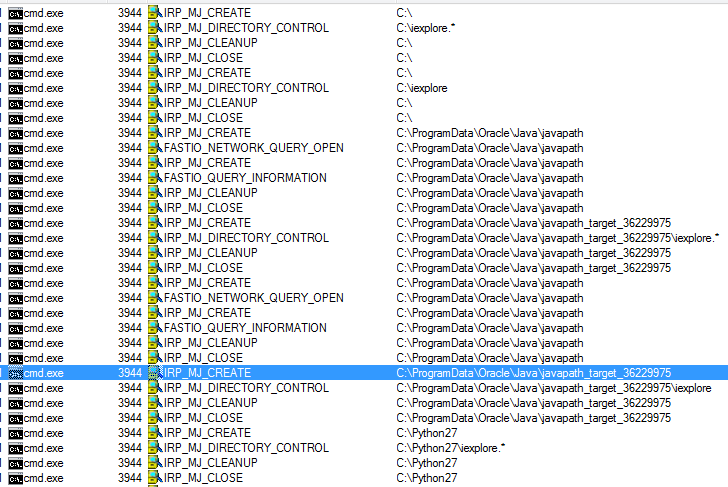 cmd.exe 3944 IRP_MJ_CREATE C:\
cmd.exe 3944 IRP_MJ_DIRECTORY_CONTROL C:\iexplore.*
cmd.exe 3944 IRP_MJ_CLEANUP C:\
cmd.exe 3944 IRP_MJ_CLOSE C:\
cmd.exe 3944 IRP_MJ_CREATE C:\
cmd.exe 3944 IRP_MJ_DIRECTORY_CONTROL C:\iexplore
cmd.exe 3944 IRP_MJ_CLEANUP C:\
cmd.exe 3944 IRP_MJ_CLOSE C:\
cmd.exe 3944 IRP_MJ_CREATE C:\ProgramData\Oracle\Java\javapath
cmd.exe 3944 FASTIO_NETWORK_QUERY_OPEN C:\ProgramData\Oracle\Java\javapath
cmd.exe 3944 IRP_MJ_CREATE C:\ProgramData\Oracle\Java\javapath
cmd.exe 3944 FASTIO_QUERY_INFORMATION C:\ProgramData\Oracle\Java\javapath
cmd.exe 3944 IRP_MJ_CLEANUP C:\ProgramData\Oracle\Java\javapath
cmd.exe 3944 IRP_MJ_CLOSE C:\ProgramData\Oracle\Java\javapath
cmd.exe 3944 IRP_MJ_CREATE C:\ProgramData\Oracle\Java\javapath_target_36229975
cmd.exe 3944 IRP_MJ_DIRECTORY_CONTROL C:\ProgramData\Oracle\Java\javapath_target_36229975\iexplore.*
cmd.exe 3944 IRP_MJ_CLEANUP C:\ProgramData\Oracle\Java\javapath_target_36229975
cmd.exe 3944 IRP_MJ_CLOSE C:\ProgramData\Oracle\Java\javapath_target_36229975
cmd.exe 3944 IRP_MJ_CREATE C:\ProgramData\Oracle\Java\javapath
cmd.exe 3944 FASTIO_NETWORK_QUERY_OPEN C:\ProgramData\Oracle\Java\javapath
cmd.exe 3944 IRP_MJ_CREATE C:\ProgramData\Oracle\Java\javapath
cmd.exe 3944 FASTIO_QUERY_INFORMATION C:\ProgramData\Oracle\Java\javapath
cmd.exe 3944 IRP_MJ_CLEANUP C:\ProgramData\Oracle\Java\javapath
cmd.exe 3944 IRP_MJ_CLOSE C:\ProgramData\Oracle\Java\javapath
cmd.exe 3944 IRP_MJ_CREATE C:\ProgramData\Oracle\Java\javapath_target_36229975
cmd.exe 3944 IRP_MJ_DIRECTORY_CONTROL C:\ProgramData\Oracle\Java\javapath_target_36229975\iexplore
cmd.exe 3944 IRP_MJ_CLEANUP C:\ProgramData\Oracle\Java\javapath_target_36229975
cmd.exe 3944 IRP_MJ_CLOSE C:\ProgramData\Oracle\Java\javapath_target_36229975
cmd.exe 3944 IRP_MJ_CREATE C:\Python27
cmd.exe 3944 IRP_MJ_DIRECTORY_CONTROL C:\Python27\iexplore.*
cmd.exe 3944 IRP_MJ_CLEANUP C:\Python27
cmd.exe 3944 IRP_MJ_CLOSE C:\Python27